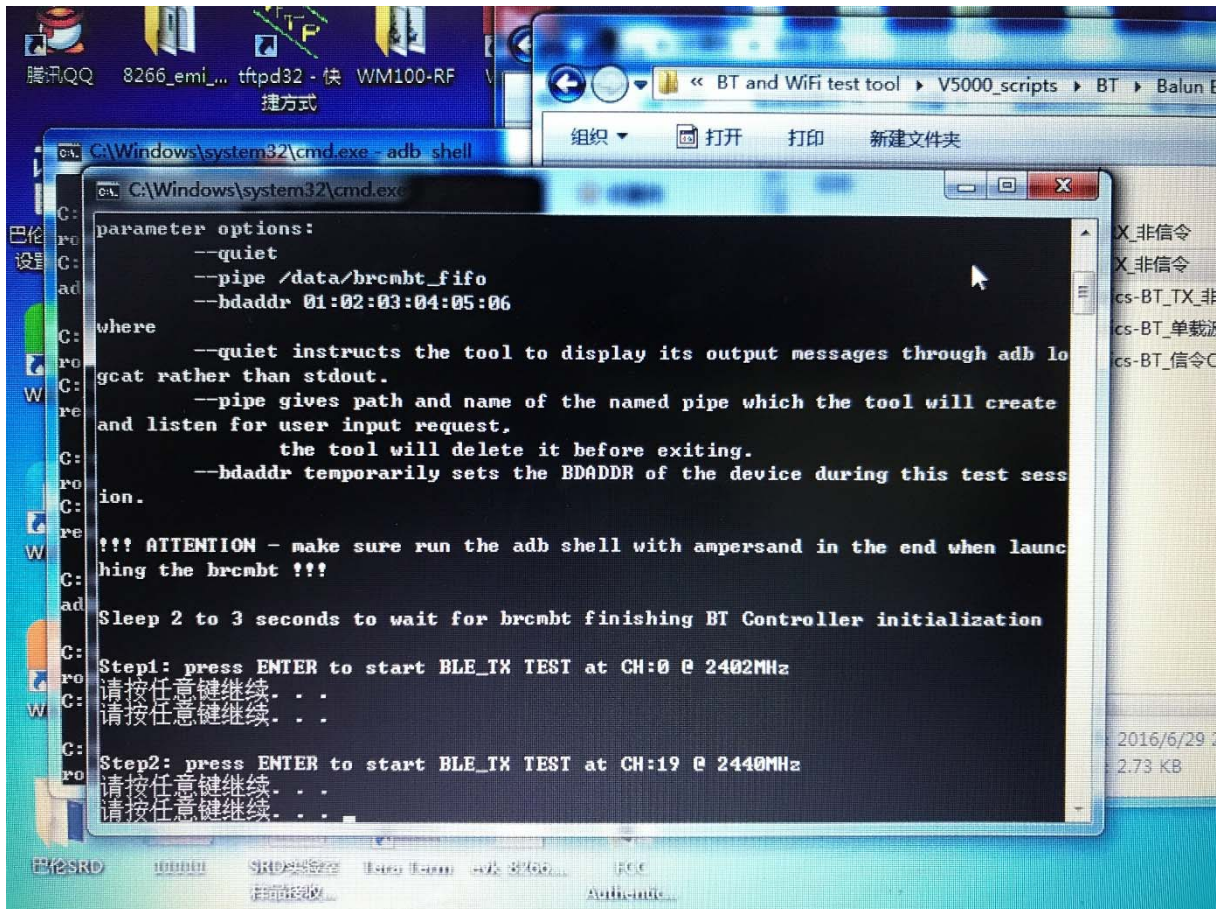 腾讯QQ
8266_emi_...
tftpd32 - 快
捷方式
WM100-RF
« BT and WiFi test tool ▸ V5000_scripts ▸ BT ▸ Balun
组织 打开 打印 新建文件夹
C:\Windows\system32\cmd.exe - adb shell
C:\Windows\system32\cmd.exe
parameter options:
--quiet
--pipe /data/brcmbt_fifo
--bdaddr 01:02:03:04:05:06
where
--quiet instructs the tool to display its output messages through adb lo
gcat rather than stdout.
--pipe gives path and name of the named pipe which the tool will create
and listen for user input request,
the tool will delete it before exiting.
--bdaddr temporarily sets the BDADDR of the device during this test sess
ion.
!!! ATTENTION - make sure run the adb shell with ampersand in the end when launc
hing the brcmbt !!!
Sleep 2 to 3 seconds to wait for brcmbt finishing BT Controller initialization
Step1: press ENTER to start BLE_TX TEST at CH:0 @ 2402MHz
请按任意键继续. . .
请按任意键继续. . .
Step2: press ENTER to start BLE_TX TEST at CH:19 @ 2440MHz
请按任意键继续. . .
请按任意键继续. . .
X_非信令
X_非信令
cs-BT_TX_非
cs-BT_单载波
cs-BT_信令C
2016/6/29
2.73 KB
巴伦SRD
Tera Term